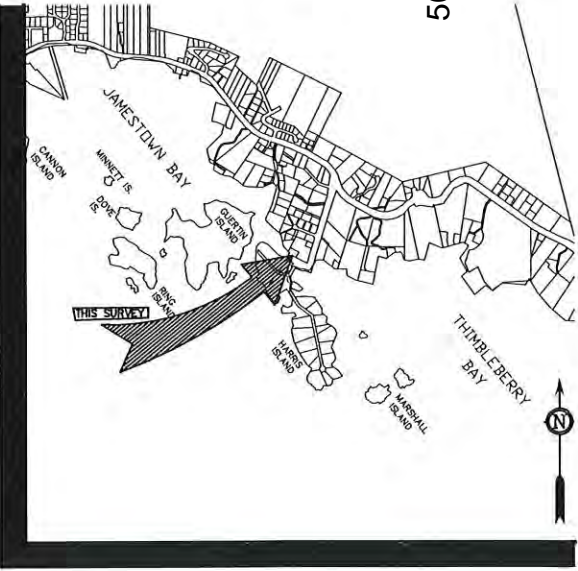 50
JAMESTOWN BAY
CANNON
ISLAND
MINNETT IS.
DOVE
IS.
GUERTIN
ISLAND
RING
ISLAND
THIS SURVEY
HARRIS
ISLAND
MARSHALL
ISLAND
THIMBLEBERRY
BAY
N